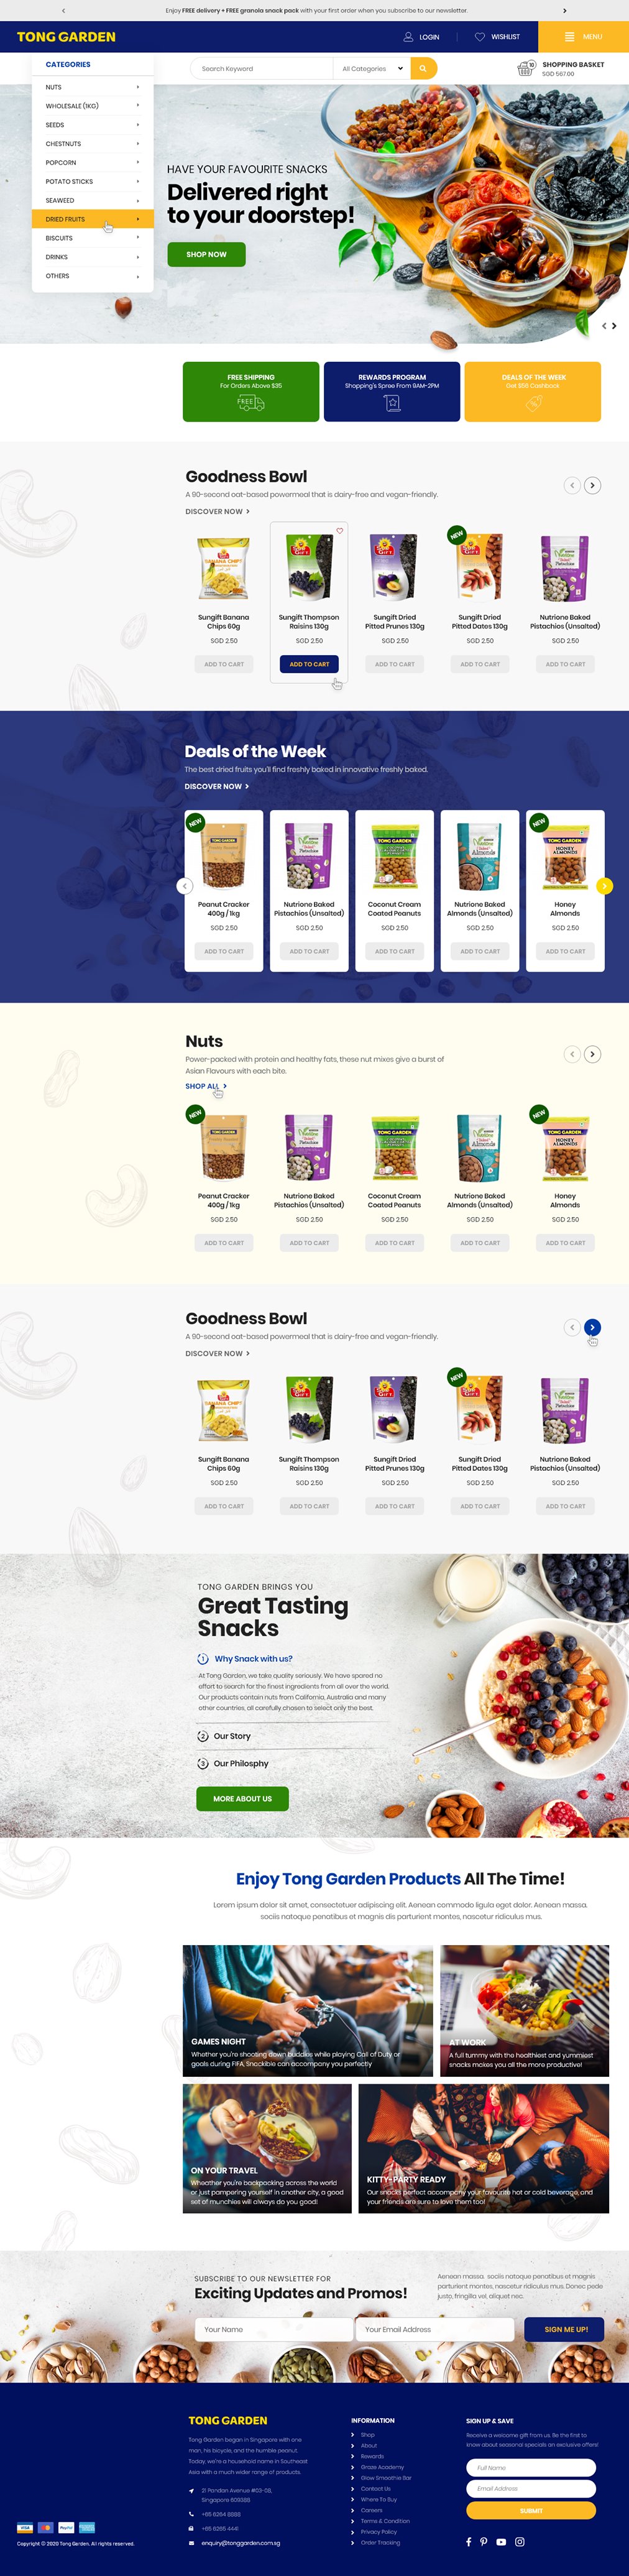 Enjoy FREE delivery + FREE granola snack pack with your first order when you subscribe to our newsletter.
TONG GARDEN
LOGIN
WISHLIST
MENU
CATEGORIES
Search Keyword
All Categories
10
SHOPPING BASKET
SGD 567.00
NUTS
WHOLESALE (1KG)
SEEDS
CHESTNUTS
POPCORN
POTATO STICKS
SEAWEED
DRIED FRUITS
BISCUITS
DRINKS
OTHERS
HAVE YOUR FAVOURITE SNACKS
Delivered right
to your doorstep!
SHOP NOW
FREE SHIPPING
For Orders Above $35
FREE
REWARDS PROGRAM
Shopping's Spree From 9AM-2PM
DEALS OF THE WEEK
Get $58 Cashback
Goodness Bowl
A 90-second oat-based powermeal that is dairy-free and vegan-friendly.
DISCOVER NOW
NEW
Sungift Banana
Chips 60g
SGD 2.50
ADD TO CART
Sungift Thompson
Raisins 130g
SGD 2.50
ADD TO CART
Sungift Dried
Pitted Prunes 130g
SGD 2.50
ADD TO CART
Sungift Dried
Pitted Dates 130g
SGD 2.50
ADD TO CART
Nutrione Baked
Pistachios (Unsalted)
SGD 2.50
ADD TO CART
Deals of the Week
The best dried fruits you'll find freshly baked in innovative freshly baked.
DISCOVER NOW
NEW
NEW
Peanut Cracker
400g / 1kg
SGD 2.50
ADD TO CART
Nutrione Baked
Pistachios (Unsalted)
SGD 2.50
ADD TO CART
Coconut Cream
Coated Peanuts
SGD 2.50
ADD TO CART
Nutrione Baked
Almonds (Unsalted)
SGD 2.50
ADD TO CART
Honey
Almonds
SGD 2.50
ADD TO CART
Nuts
Power-packed with protein and healthy fats, these nut mixes give a burst of
Asian Flavours with each bite.
SHOP ALL
NEW
NEW
Peanut Cracker
400g / 1kg
SGD 2.50
ADD TO CART
Nutrione Baked
Pistachios (Unsalted)
SGD 2.50
ADD TO CART
Coconut Cream
Coated Peanuts
SGD 2.50
ADD TO CART
Nutrione Baked
Almonds (Unsalted)
SGD 2.50
ADD TO CART
Honey
Almonds
SGD 2.50
ADD TO CART
Goodness Bowl
A 90-second oat-based powermeal that is dairy-free and vegan-friendly.
DISCOVER NOW
NEW
Sungift Banana
Chips 60g
SGD 2.50
ADD TO CART
Sungift Thompson
Raisins 130g
SGD 2.50
ADD TO CART
Sungift Dried
Pitted Prunes 130g
SGD 2.50
ADD TO CART
Sungift Dried
Pitted Dates 130g
SGD 2.50
ADD TO CART
Nutrione Baked
Pistachios (Unsalted)
SGD 2.50
ADD TO CART
TONG GARDEN BRINGS YOU
Great Tasting
Snacks
1 Why Snack with us?
At Tong Garden, we take quality seriously. We have spared no
effort to search for the finest ingredients from all over the world.
Our products contain nuts from California, Australia and many
other countries, all carefully chosen to select only the best.
2 Our Story
3 Our Philosphy
MORE ABOUT US
Enjoy Tong Garden Products All The Time!
Lorem ipsum dolor sit amet, consectetuer adipiscing elit. Aenean commodo ligula eget dolor. Aenean massa.
sociis natoque penatibus et magnis dis parturient montes, nascetur ridiculus mus.
GAMES NIGHT
Whether you're shooting down buddies while playing Call of Duty or
goals during FIFA, Snackible can accompany you perfectly
AT WORK
A full tummy with the healthiest and yummiest
snacks makes you all the more productive!
ON YOUR TRAVEL
Wheather you're backpacking across the world
or just pampering yourself in another city, a good
set of munchies will always do you good!
KITTY-PARTY READY
Our snacks perfect accompany your favourite hot or cold beverage, and
your friends are sure to love them too!
SUBSCRIBE TO OUR NEWSLETTER FOR
Exciting Updates and Promos!
Aenean massa. sociis natoque penatibus et magnis
parturient montes, nascetur ridiculus mus. Donec pede
justo, fringilla vel, aliquet nec.
Your Name
Your Email Address
SIGN ME UP!
TONG GARDEN
Tong Garden began in Singapore with one
man, his bicycle, and the humble peanut.
Today, we're a household name in Southeast
Asia with a much wider range of products.
21 Pandan Avenue #03-08,
Singapore 609388
+65 6264 8888
+65 6265 4441
enquiry@tonggarden.com.sg
INFORMATION
Shop
About
Rewards
Graze Academy
Glow Smoothie Bar
Contact Us
Where To Buy
Careers
Terms & Condition
Privacy Policy
Order Tracking
SIGN UP & SAVE
Receive a welcome gift from us. Be the first to
know about seasonal specials an exclusive offers!
Full Name
Email Address
SUBMIT
VISA
PayPal
Copyright © 2020 Tong Garden, All rights reserved.